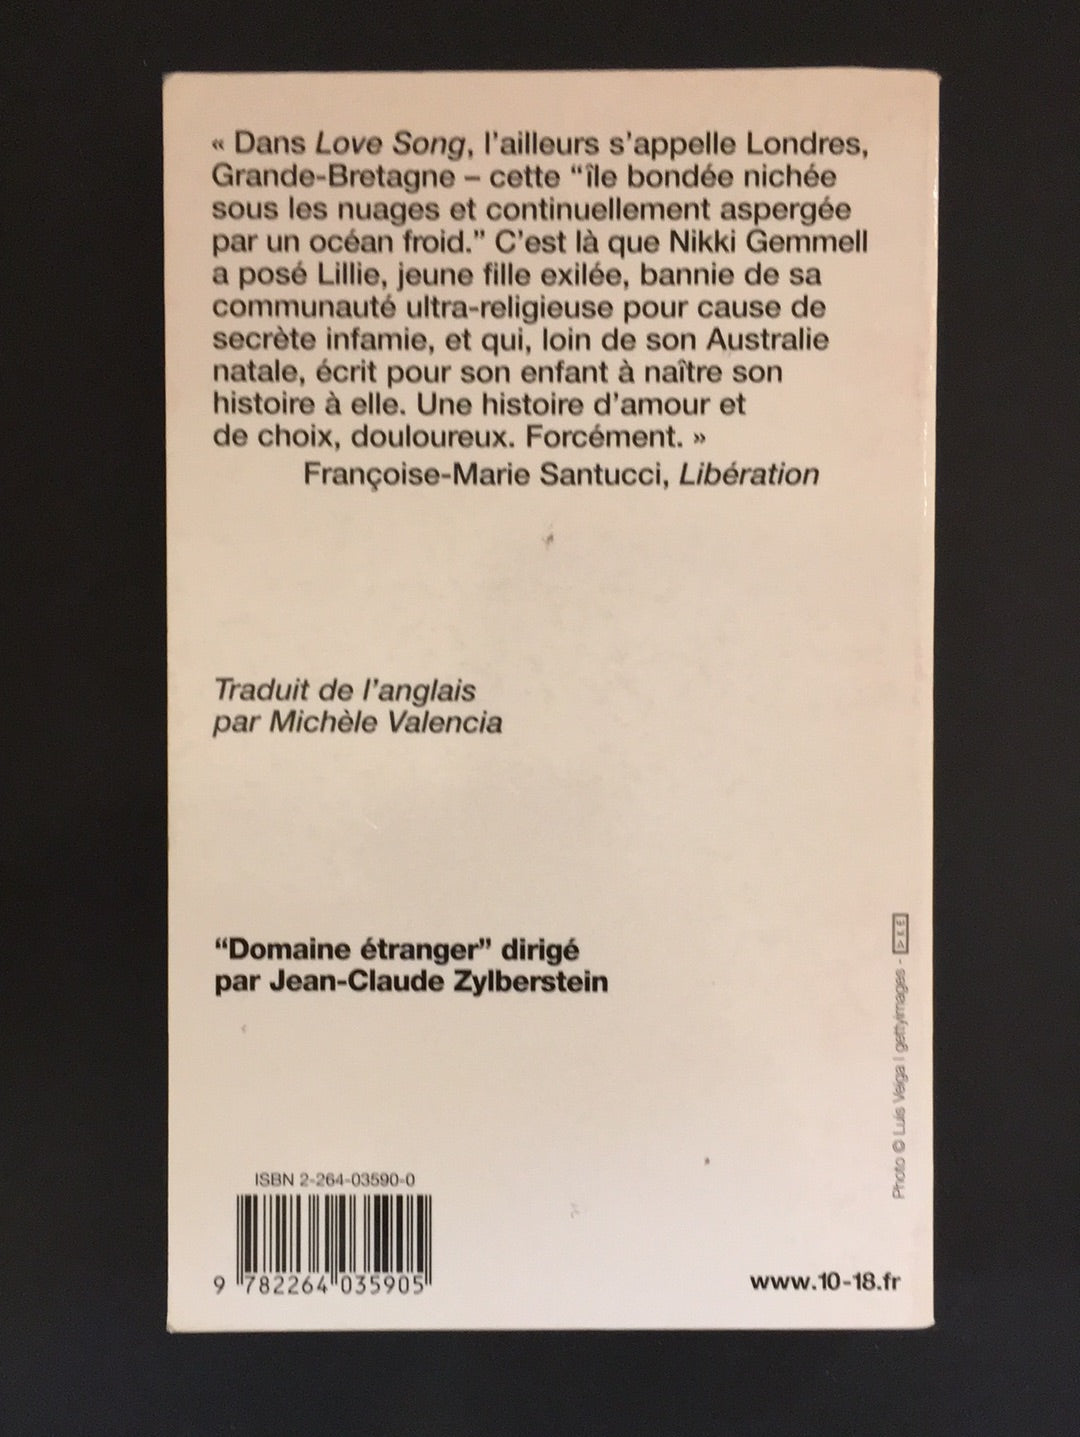 « Dans Love Song, l'ailleurs s'appelle Londres,
Grande-Bretagne – cette “île bondée nichée
sous les nuages et continuellement aspergée
par un océan froid.” C'est là que Nikki Gemmell
a posé Lillie, jeune fille exilée, bannie de sa
communauté ultra-religieuse pour cause de
secrète infamie, et qui, loin de son Australie
natale, écrit pour son enfant à naître son
histoire à elle. Une histoire d'amour et
de choix, douloureux. Forcément. »
Françoise-Marie Santucci, Libération
Traduit de l'anglais
par Michèle Valencia
“Domaine étranger” dirigé
par Jean-Claude Zylberstein
Photo © Luis Veiga | gettyimages -
ISBN 2-264-03590-0
9 782264 035905
www.10-18.fr